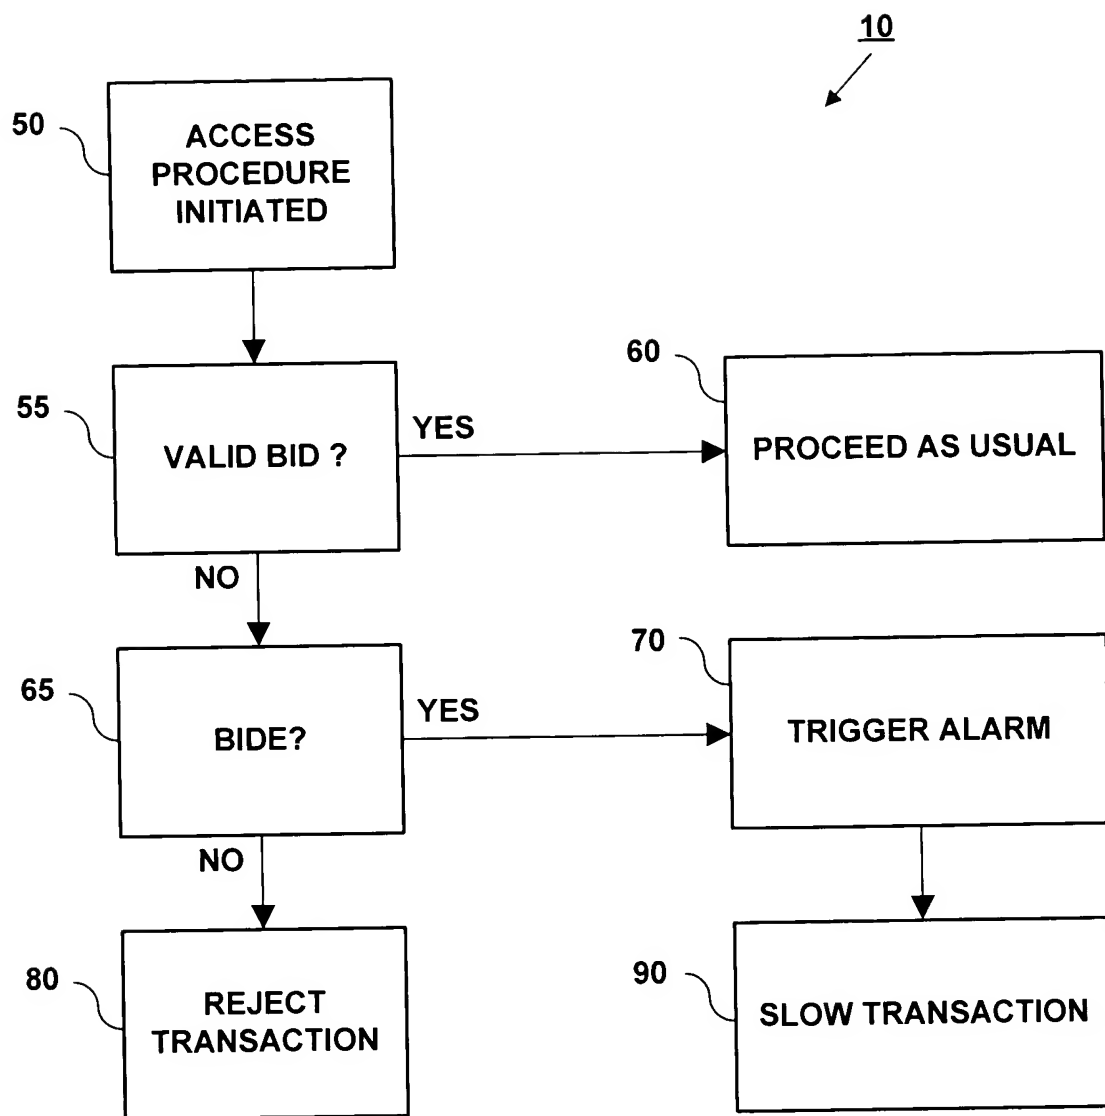 10
50
ACCESS
PROCEDURE
INITIATED
55
VALID BID ?
YES
60
PROCEED AS USUAL
NO
65
BIDE?
YES
70
TRIGGER ALARM
NO
80
REJECT
TRANSACTION
90
SLOW TRANSACTION